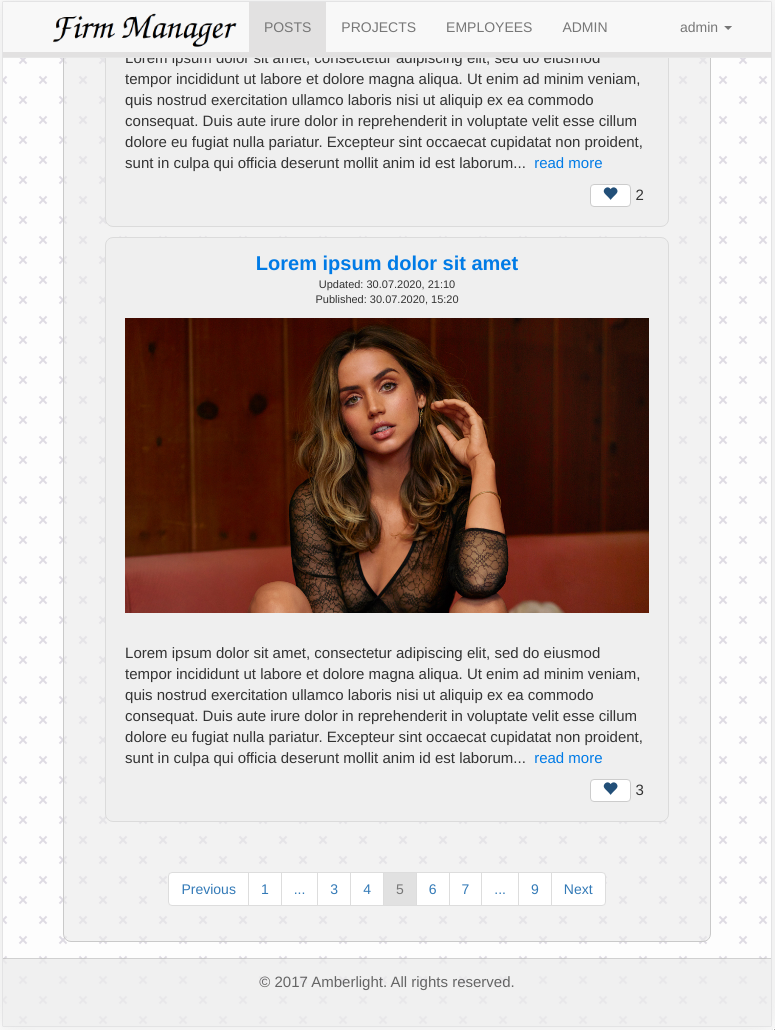 Firm Manager POSTS PROJECTS EMPLOYEES ADMIN admin
Lorem ipsum dolor sit amet, consectetur adipiscing elit, sed do eiusmod
tempor incididunt ut labore et dolore magna aliqua. Ut enim ad minim veniam,
quis nostrud exercitation ullamco laboris nisi ut aliquip ex ea commodo
consequat. Duis aute irure dolor in reprehenderit in voluptate velit esse cillum
dolore eu fugiat nulla pariatur. Excepteur sint occaecat cupidatat non proident,
sunt in culpa qui officia deserunt mollit anim id est laborum... read more
2
Lorem ipsum dolor sit amet
Updated: 30.07.2020, 21:10
Published: 30.07.2020, 15:20
Lorem ipsum dolor sit amet, consectetur adipiscing elit, sed do eiusmod
tempor incididunt ut labore et dolore magna aliqua. Ut enim ad minim veniam,
quis nostrud exercitation ullamco laboris nisi ut aliquip ex ea commodo
consequat. Duis aute irure dolor in reprehenderit in voluptate velit esse cillum
dolore eu fugiat nulla pariatur. Excepteur sint occaecat cupidatat non proident,
sunt in culpa qui officia deserunt mollit anim id est laborum... read more
3
Previous 1 ... 3 4 5 6 7 ... 9 Next
© 2017 Amberlight. All rights reserved.